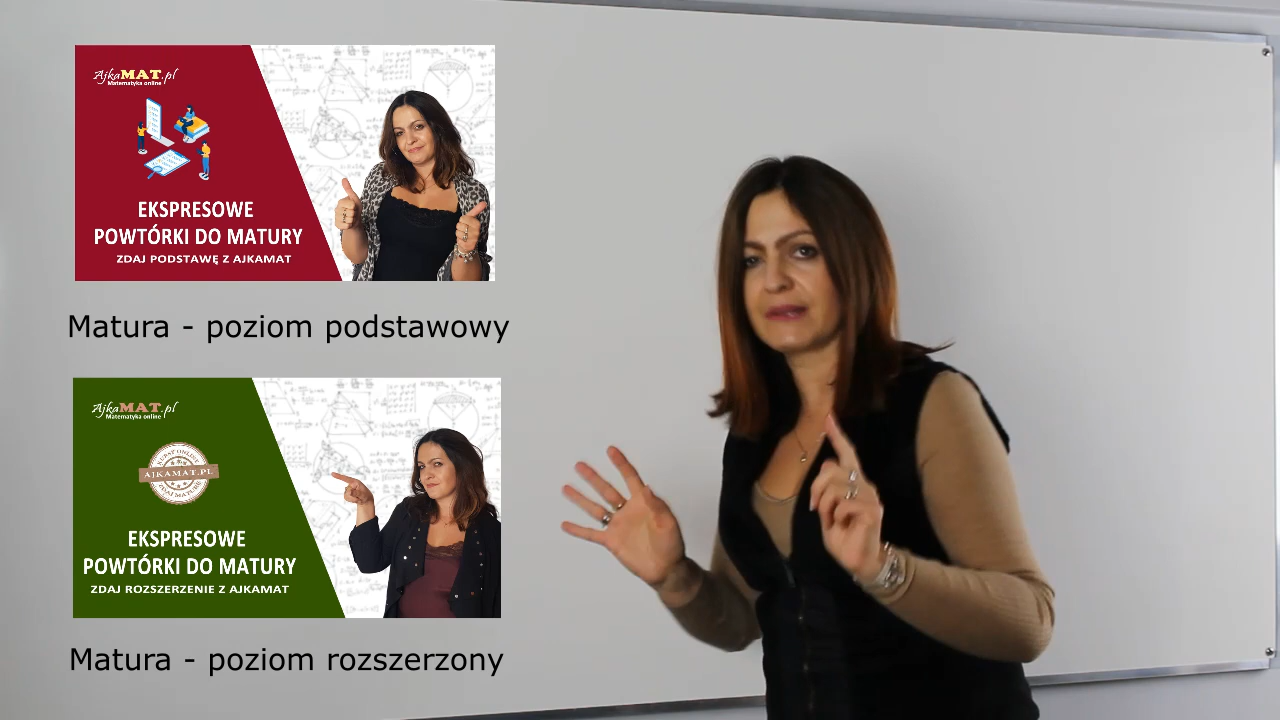 AjkaMAT.pl
Matematyka online
EKSPRESOWE
POWTÓRKI DO MATURY
ZDAJ PODSTAWĘ Z AJKAMAT
Matura - poziom podstawowy
AjkaMAT.pl
Matematyka online
AJKAMAT.PL
EKSPRESOWE
POWTÓRKI DO MATURY
ZDAJ ROZSZERZENIE Z AJKAMAT
Matura - poziom rozszerzony